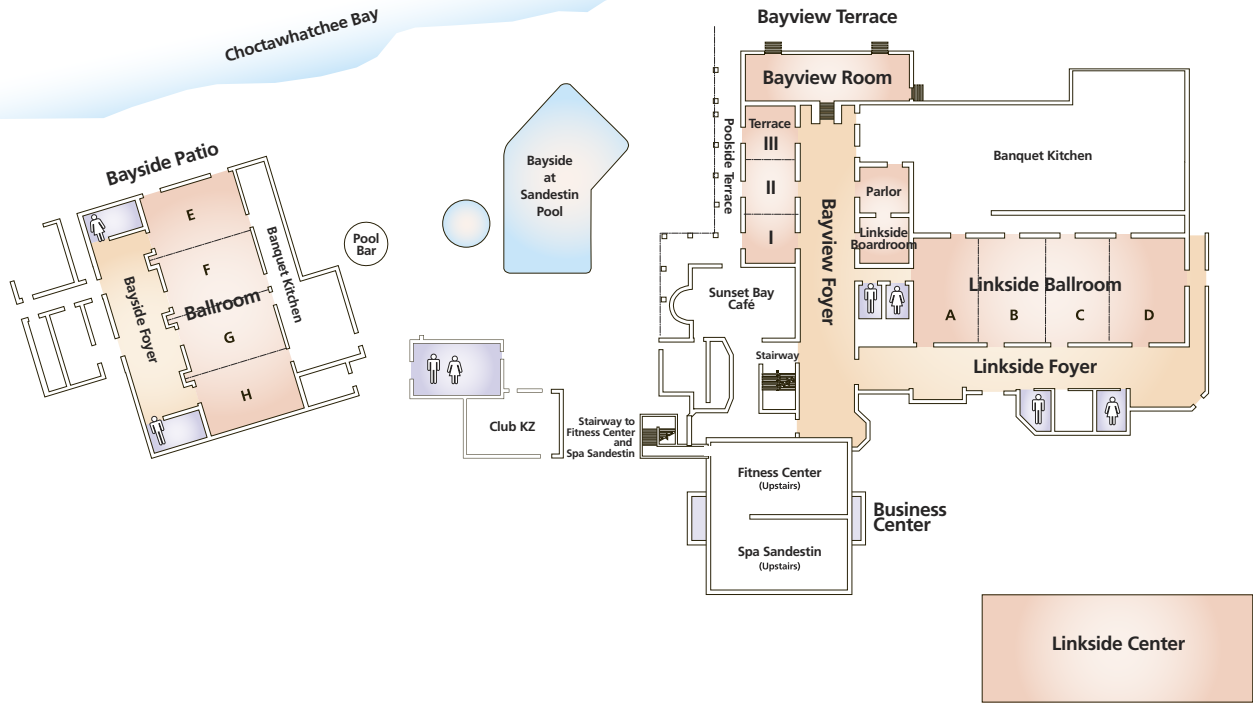 Bayview Terrace
Choctawhatchee Bay
Bayview Room
Terrace
III
II
I
Poolside Terrace
Bayview Foyer
Banquet Kitchen
Parlor
Linkside
Boardroom
Bayside Patio
E
F
Ballroom
G
H
Bayside Foyer
Banquet Kitchen
Pool
Bar
Bayside
at
Sandestin
Pool
Sunset Bay
Café
Linkside Ballroom
A
B
C
D
Linkside Foyer
Stairway
Club KZ
Stairway to
Fitness Center
and
Spa Sandestin
Fitness Center
(Upstairs)
Spa Sandestin
(Upstairs)
Business
Center
Linkside Center